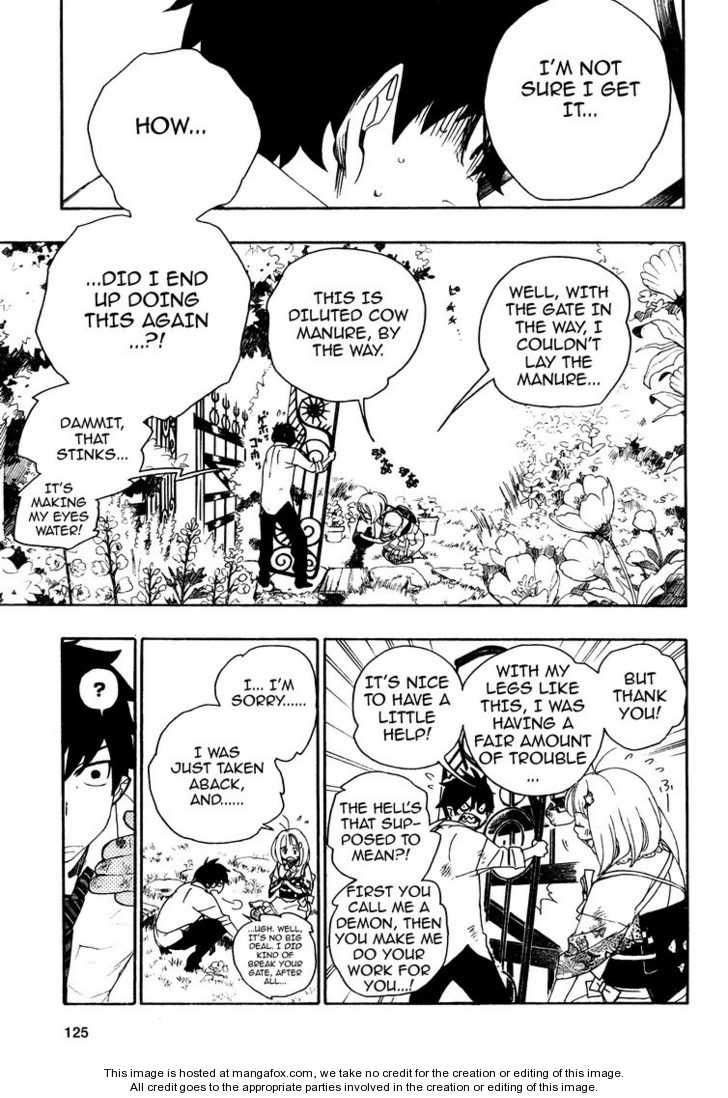 I'M NOT
SURE I GET
IT...
HOW...
...DID I END
UP DOING
THIS AGAIN
...?!
WELL, WITH
THE GATE IN
THE WAY, I
COULDN'T
LAY THE
MANURE...
THIS IS
DILUTED COW
MANURE, BY
THE WAY.
DAMMIT,
THAT
STINKS...
IT'S
MAKING
MY EYES
WATER!
BUT
THANK
YOU!
WITH MY
LEGS LIKE
THIS, I WAS
HAVING A
FAIR AMOUNT
OF TROUBLE
...
IT'S NICE
TO HAVE A
LITTLE
HELP!
THE HELL'S
THAT SUP-
POSED TO
MEAN?!
FIRST YOU
CALL ME A
DEMON, THEN
YOU MAKE ME
DO YOUR
WORK FOR
YOU...!
I... I'M
SORRY......
I WAS
JUST TAKEN
ABACK,
AND......
...UGH. WELL,
IT'S NO BIG
DEAL. I DID
KIND OF
BREAK YOUR
GATE, AFTER
ALL...
?
125
This image is hosted at mangafox.com, we take no credit for the creation or editing of this image.
All credit goes to the appropriate parties involved in the creation or editing of this image.